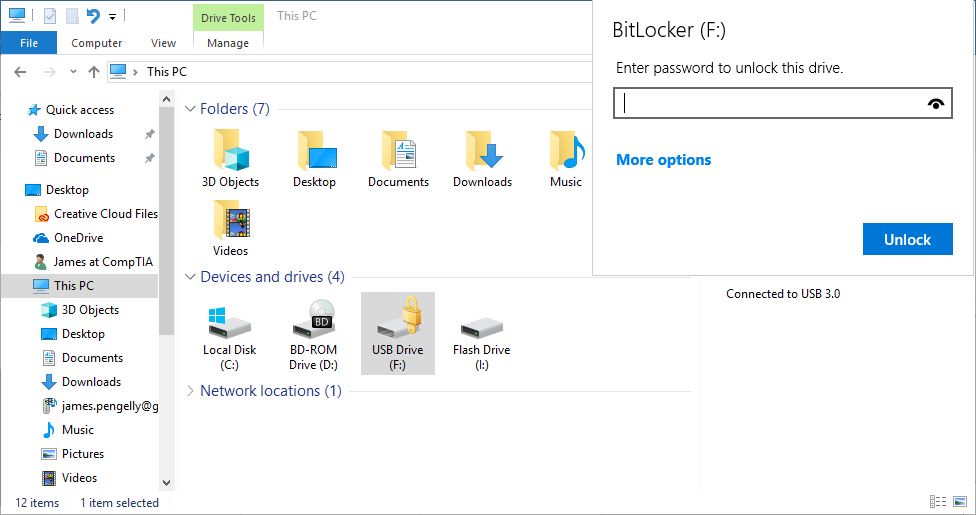 Drive Tools
This PC
File
Computer
View
Manage
This PC
Quick access
Downloads
Documents
Desktop
Creative Cloud Files
OneDrive
James at CompTIA
This PC
3D Objects
Desktop
Documents
Downloads
james.pengelly@g
Music
Pictures
Videos
Folders (7)
3D Objects
Desktop
Documents
Downloads
Music
Videos
Devices and drives (4)
BD
Local Disk
(C:)
BD-ROM
Drive (D:)
USB Drive
(F:)
Flash Drive
(I:)
Network locations (1)
BitLocker (F:)
Enter password to unlock this drive.
More options
Unlock
Connected to USB 3.0
12 items
1 item selected